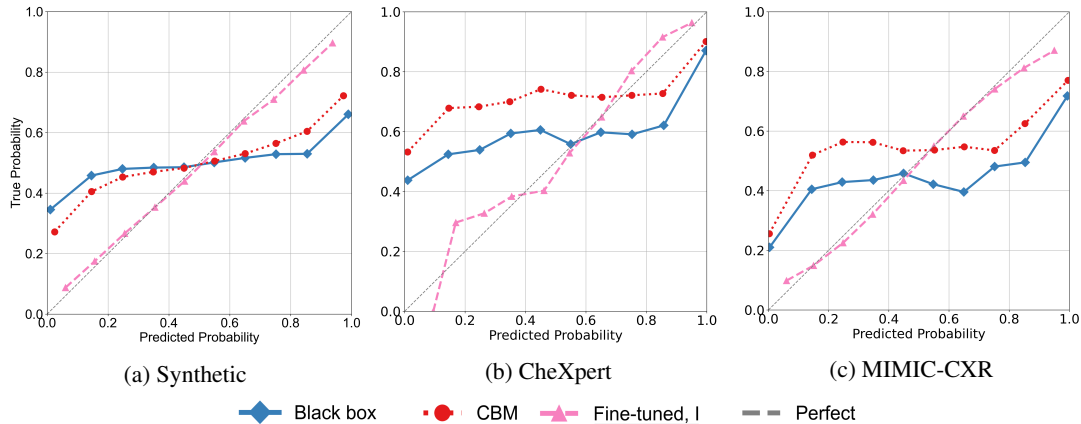 1.0
0.8
0.6
0.4
0.2
0.0
True Probability
0.0 0.2 0.4 0.6 0.8 1.0
Predicted Probability
(a) Synthetic
1.0
0.8
0.6
0.4
0.2
0.0
0.0 0.2 0.4 0.6 0.8 1.0
Predicted Probability
(b) CheXpert
1.0
0.8
0.6
0.4
0.2
0.0
0.0 0.2 0.4 0.6 0.8 1.0
Predicted Probability
(c) MIMIC-CXR
Black box CBM Fine-tuned, I Perfect